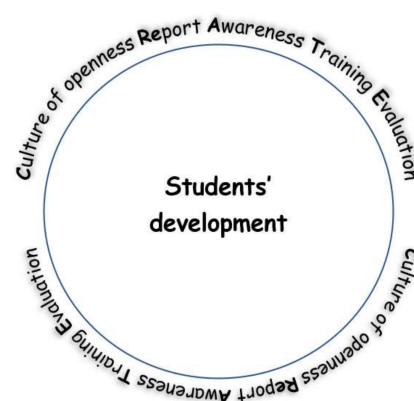 Culture of openness Report Awareness Training Evaluation
Students'
development
Culture of openness Report Awareness Training Evaluation